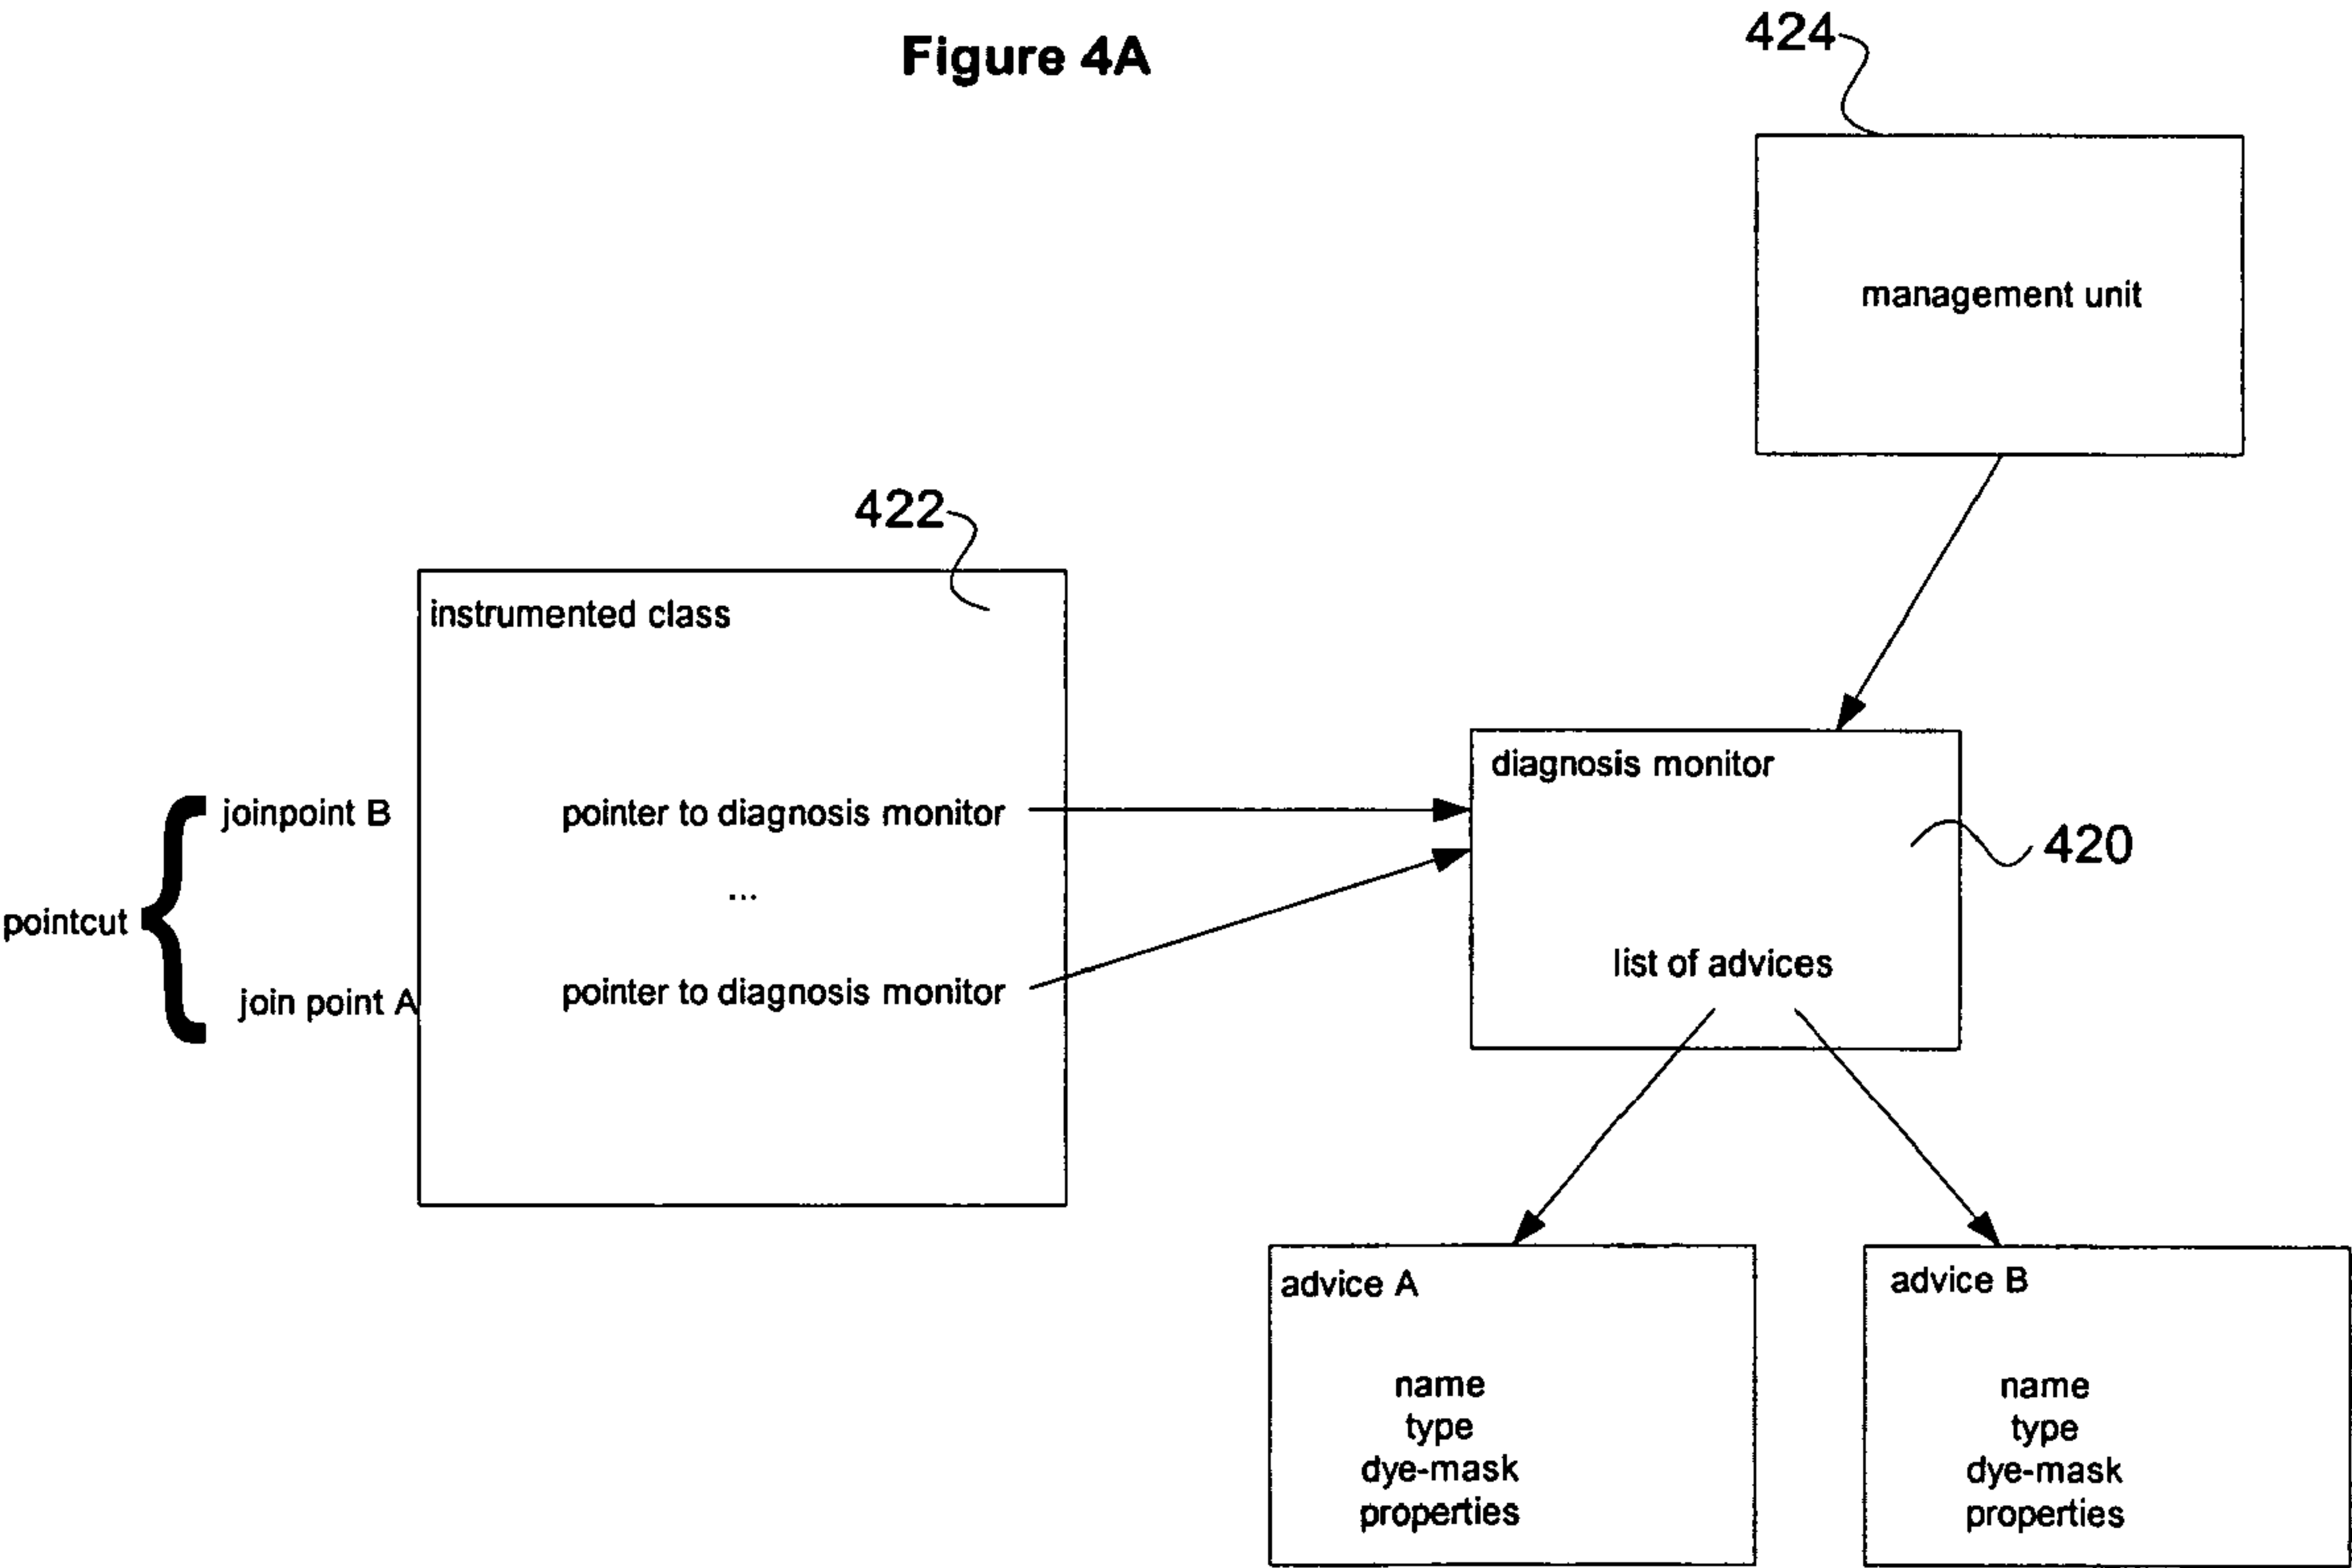 Figure 4A
424
management unit
422
instrumented class
diagnosis monitor
joinpoint B
pointer to diagnosis monitor
420
...
pointcut
list of advices
join point A
pointer to diagnosis monitor
advice A
name
type
dye-mask
properties
advice B
name
type
dye-mask
properties